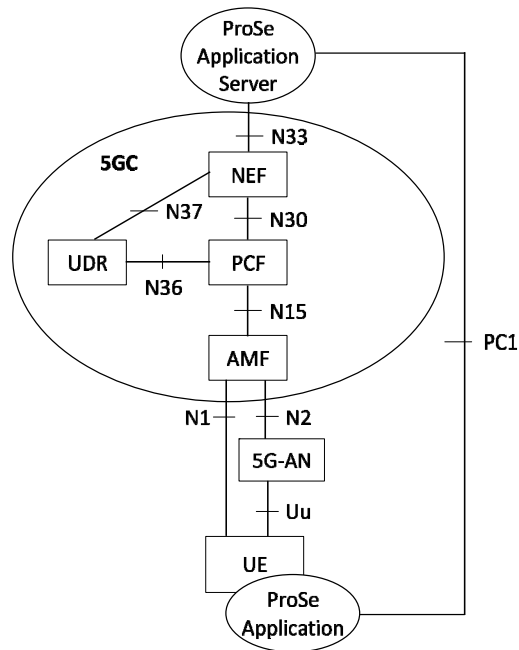 ProSe
Application
Server
N33
5GC
NEF
N37
N30
UDR
PCF
N36
N15
PC1
AMF
N1
N2
5G-AN
Uu
UE
ProSe
Application